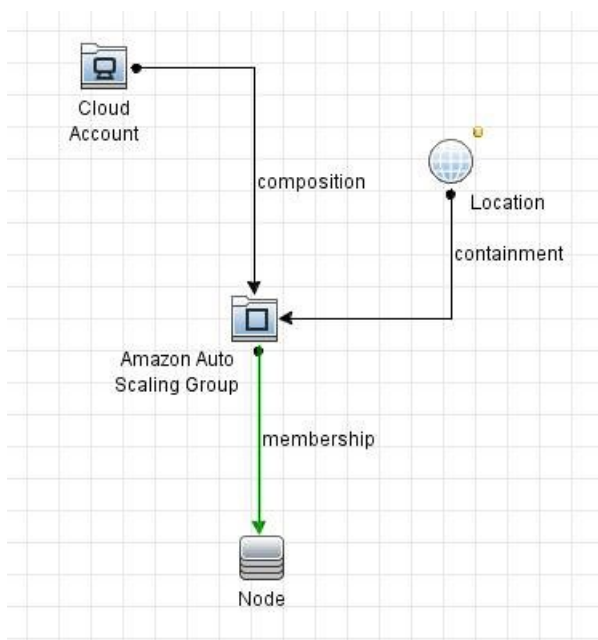 Cloud
Account
composition
Location
containment
Amazon Auto
Scaling Group
membership
Node